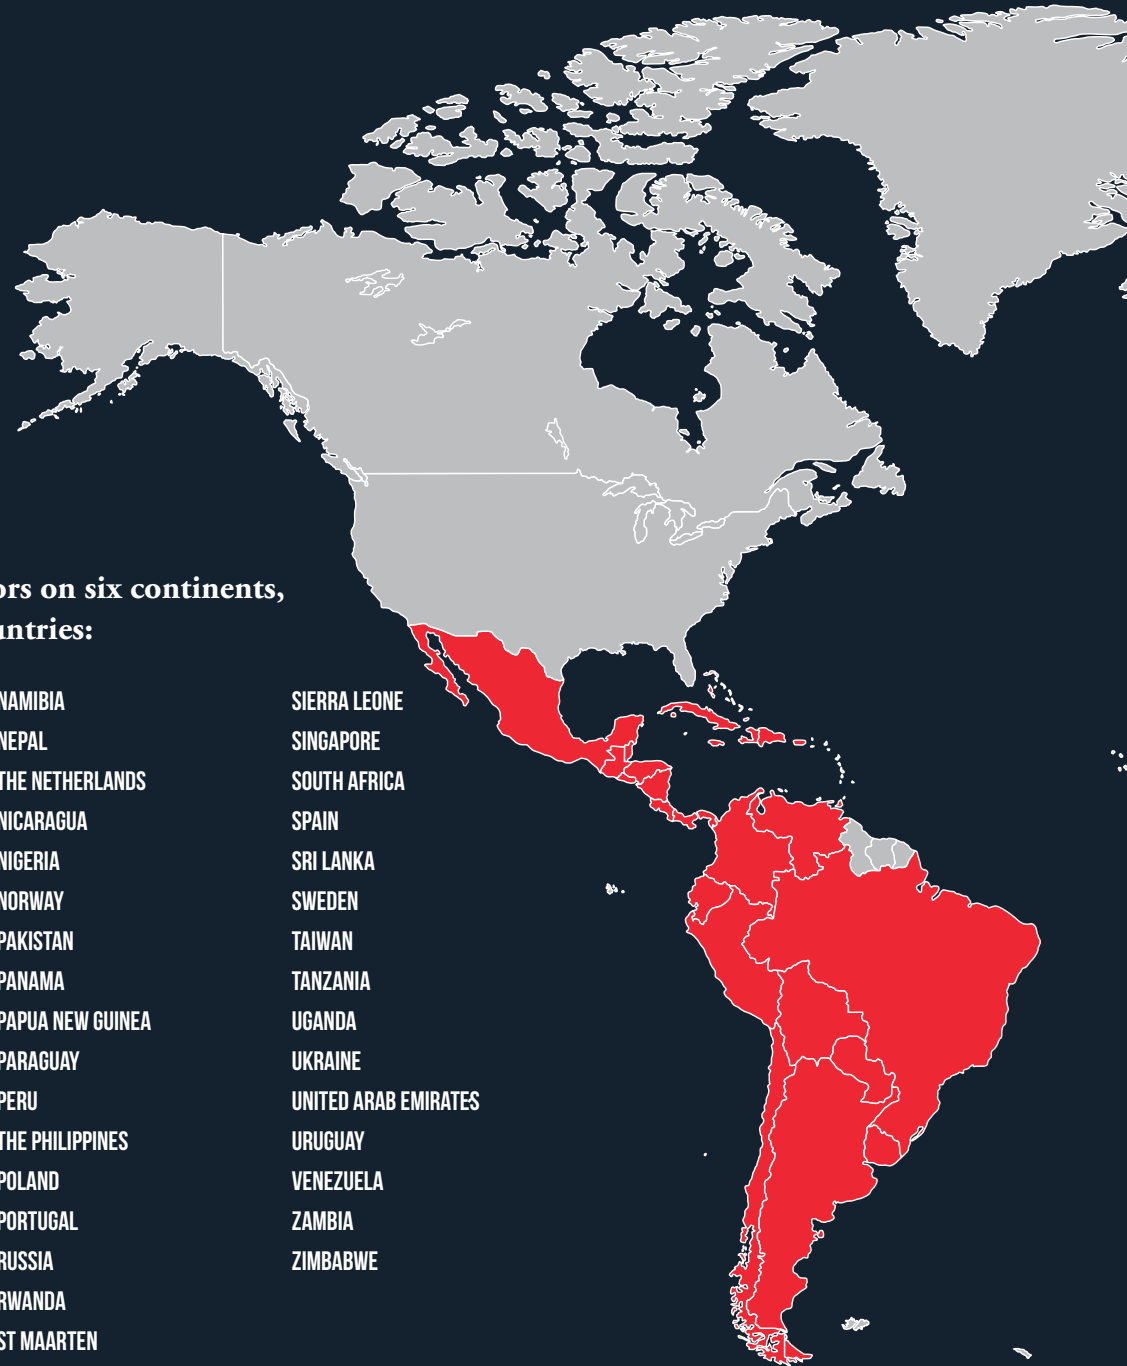 ors on six continents,
untries:
NAMIBIA
NEPAL
THE NETHERLANDS
NICARAGUA
NIGERIA
NORWAY
PAKISTAN
PANAMA
PAPUA NEW GUINEA
PARAGUAY
PERU
THE PHILIPPINES
POLAND
PORTUGAL
RUSSIA
RWANDA
ST MAARTEN
SIERRA LEONE
SINGAPORE
SOUTH AFRICA
SPAIN
SRI LANKA
SWEDEN
TAIWAN
TANZANIA
UGANDA
UKRAINE
UNITED ARAB EMIRATES
URUGUAY
VENEZUELA
ZAMBIA
ZIMBABWE